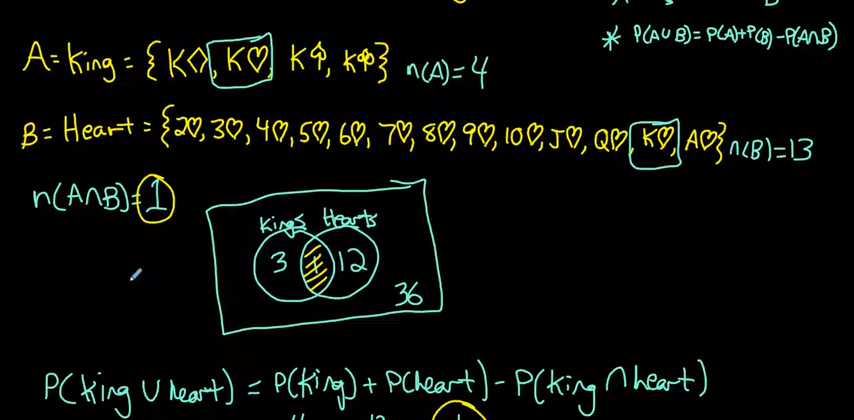 * P(A∪B) = P(A)+P(B)-P(A∩B)
A = King = {K♢, K♡, K♤, K♧} n(A)=4
B = Heart = {2♡, 3♡, 4♡, 5♡, 6♡, 7♡, 8♡, 9♡, 10♡, J♡, Q♡, K♡, A♡} n(B)=13
n(A∩B)=1
Kings Hearts
3 1 12
36
P(King ∪ heart) = P(King) + P(heart) - P(King ∩ heart)